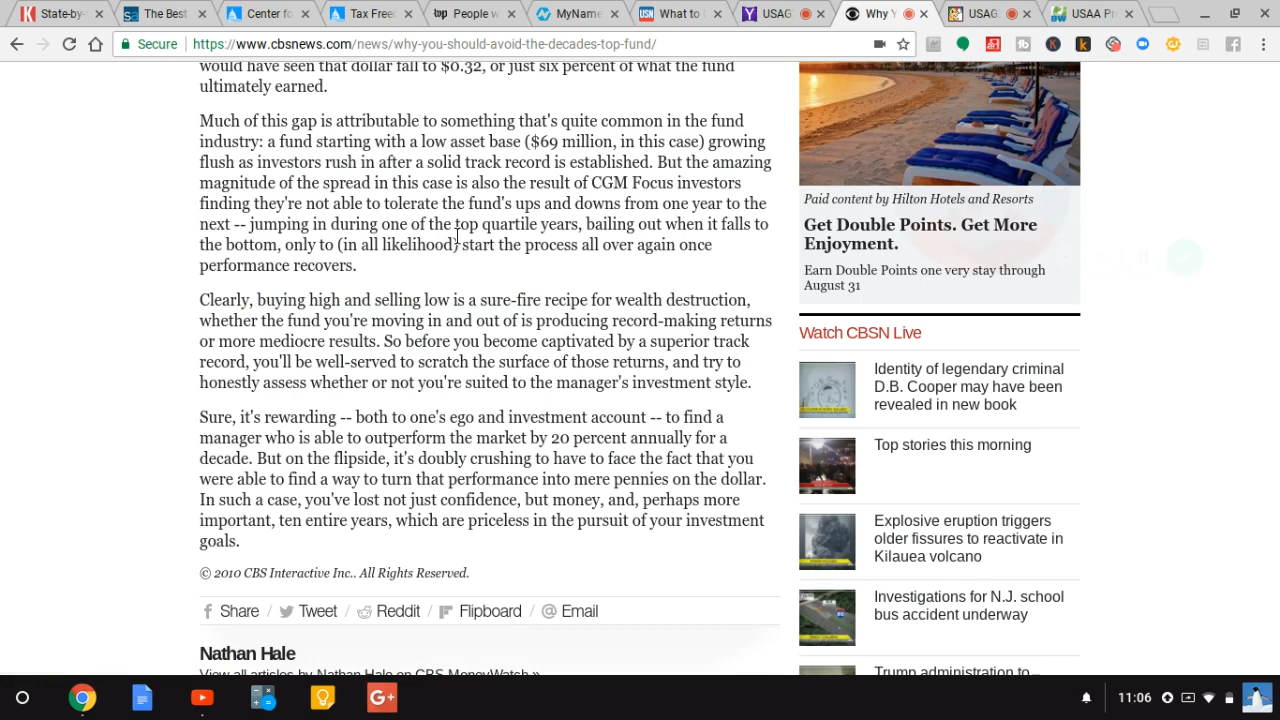 State-by-
The Best
Center fo
Tax Free
top People w
MyName
USN What to I
USAG
Why Y
USAG
BW USAA Pr
Secure https://www.cbsnews.com/news/why-you-should-avoid-the-decades-top-fund/
would have seen that dollar fall to $0.32, or just six percent of what the fund
ultimately earned.
Much of this gap is attributable to something that's quite common in the fund
industry: a fund starting with a low asset base ($69 million, in this case) growing
flush as investors rush in after a solid track record is established. But the amazing
magnitude of the spread in this case is also the result of CGM Focus investors
finding they're not able to tolerate the fund's ups and downs from one year to the
next -- jumping in during one of the top quartile years, bailing out when it falls to
the bottom, only to (in all likelihood) start the process all over again once
performance recovers.
Clearly, buying high and selling low is a sure-fire recipe for wealth destruction,
whether the fund you're moving in and out of is producing record-making returns
or more mediocre results. So before you become captivated by a superior track
record, you'll be well-served to scratch the surface of those returns, and try to
honestly assess whether or not you're suited to the manager's investment style.
Sure, it's rewarding -- both to one's ego and investment account -- to find a
manager who is able to outperform the market by 20 percent annually for a
decade. But on the flipside, it's doubly crushing to have to face the fact that you
were able to find a way to turn that performance into mere pennies on the dollar.
In such a case, you've lost not just confidence, but money, and, perhaps more
important, ten entire years, which are priceless in the pursuit of your investment
goals.
© 2010 CBS Interactive Inc.. All Rights Reserved.
Share / Tweet / Reddit / Flipboard / Email
Nathan Hale
View all articles by Nathan Hale on CBS MoneyWatch »
Paid content by Hilton Hotels and Resorts
Get Double Points. Get More
Enjoyment.
Earn Double Points one very stay through
August 31
Watch CBSN Live
Identity of legendary criminal
D.B. Cooper may have been
revealed in new book
Top stories this morning
Explosive eruption triggers
older fissures to reactivate in
Kilauea volcano
Investigations for N.J. school
bus accident underway
Trump administration to
11:06